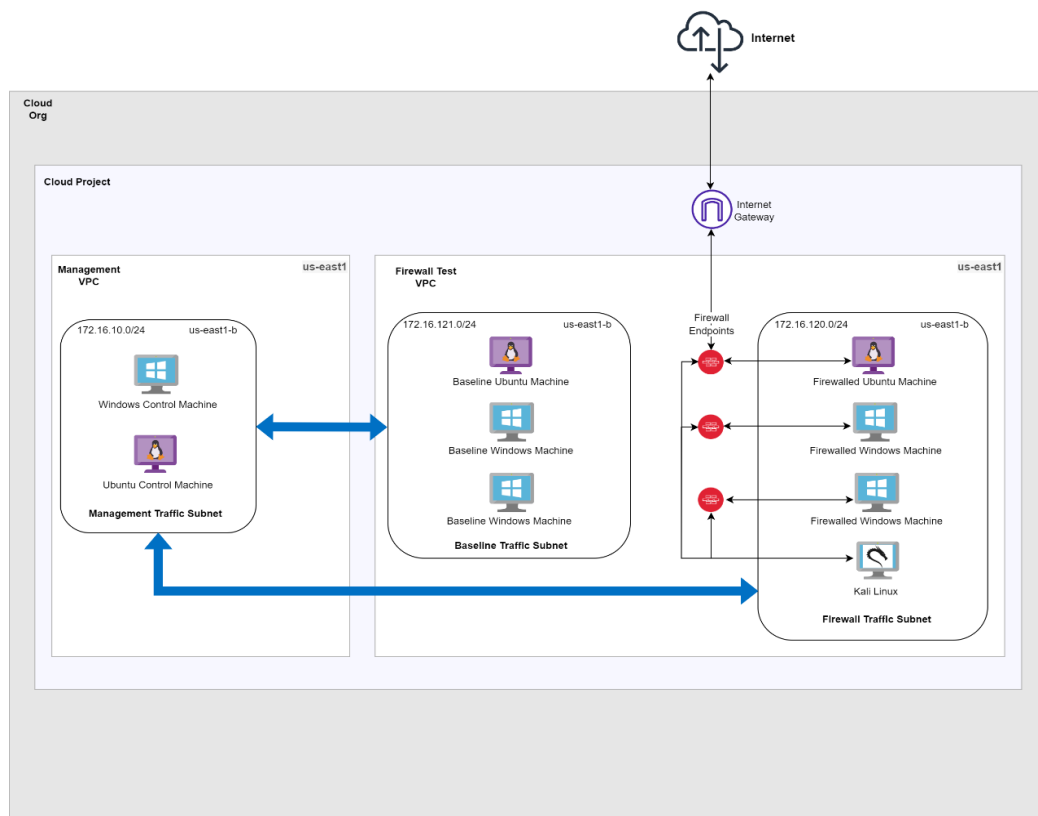 Internet
Cloud
Org
Cloud Project
Internet
Gateway
Management
VPC
us-east1
172.16.10.0/24
us-east1-b
Windows Control Machine
Ubuntu Control Machine
Management Traffic Subnet
Firewall Test
VPC
us-east1
172.16.121.0/24
us-east1-b
Baseline Ubuntu Machine
Baseline Windows Machine
Baseline Windows Machine
Baseline Traffic Subnet
Firewall
Endpoints
172.16.120.0/24
us-east1-b
Firewalled Ubuntu Machine
Firewalled Windows Machine
Firewalled Windows Machine
Kali Linux
Firewall Traffic Subnet